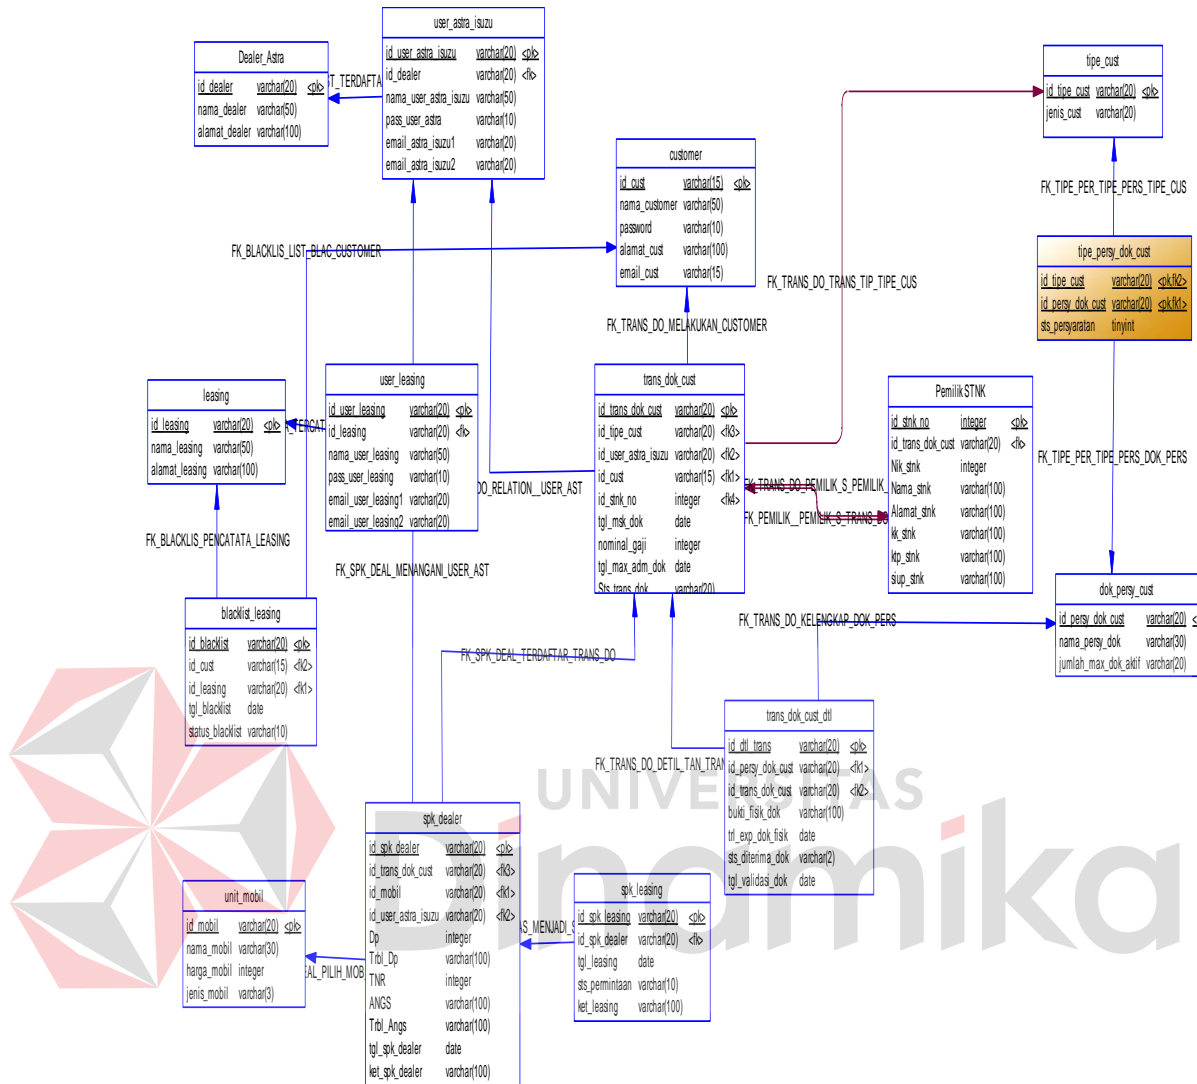 user_astra_isuzu
id_user_astra_isuzu varchar(20) <pk>
id_dealer varchar(20) <fk>
nama_user_astra_isuzu varchar(50)
pass_user_astra varchar(10)
email_astra_isuzu1 varchar(20)
email_astra_isuzu2 varchar(20)
Dealer_Astra
id_dealer varchar(20) <pk>
nama_dealer varchar(50)
alamat_dealer varchar(100)
ST_TERDAFTA
tipe_cust
id_tipe_cust varchar(20) <pk>
jenis_cust varchar(20)
customer
id_cust varchar(15) <pk>
nama_customer varchar(50)
password varchar(10)
alamat_cust varchar(100)
email_cust varchar(15)
FK_TIPE_PER_TIPE_PERS_TIPE_CUS
FK_BLACKLIS_LIST_BLAC_CUSTOMER
tipe_persy_dok_cust
id_tipe_cust varchar(20) <pk,fk2>
id_persy_dok_cust varchar(20) <pk,fk1>
sts_persyaratan tinyint
FK_TRANS_DO_TRANS_TIP_TIPE_CUS
FK_TRANS_DO_MELAKUKAN_CUSTOMER
leasing
id_leasing varchar(20) <pk>
nama_leasing varchar(50)
alamat_leasing varchar(100)
A_TERCAT
user_leasing
id_user_leasing varchar(20) <pk>
id_leasing varchar(20) <fk>
nama_user_leasing varchar(50)
pass_user_leasing varchar(10)
email_user_leasing1 varchar(20)
email_user_leasing2 varchar(20)
DO_RELATION__USER_AST
trans_dok_cust
id_trans_dok_cust varchar(20) <pk>
id_tipe_cust varchar(20) <fk3>
id_user_astra_isuzu varchar(20) <fk2>
id_cust varchar(15) <fk1>
id_stnk_no integer <fk4>
tgl_msk_dok date
nominal_gaji integer
tgl_max_adm_dok date
Sts_trans_dok varchar(20)
Pemilik STNK
id_stnk_no integer <pk>
id_trans_dok_cust varchar(20) <fk>
Nik_stnk integer
Nama_stnk varchar(100)
Alamat_stnk varchar(100)
kk_stnk varchar(100)
ktp_stnk varchar(100)
siup_stnk varchar(100)
FK_TRANS_DO_PEMILIK_S_PEMILIK_
FK_PEMILIK__PEMILIK_S_TRANS_DO
FK_TIPE_PER_TIPE_PERS_DOK_PERS
FK_BLACKLIS_PENCATATA_LEASING
FK_SPK_DEAL_MENANGANI_USER_AST
dok_persy_cust
id_persy_dok_cust varchar(20)
nama_persy_dok varchar(30)
jumlah_max_dok_aktif varchar(20)
blacklist_leasing
id_blacklist varchar(20) <pk>
id_cust varchar(15) <fk2>
id_leasing varchar(20) <fk1>
tgl_blacklist date
status_blacklist varchar(10)
FK_TRANS_DO_KELENGKAP_DOK_PERS
FK_SPK_DEAL_TERDAFTAR_TRANS_DO
trans_dok_cust_dtl
id_dtl_trans varchar(20) <pk>
id_persy_dok_cust varchar(20) <fk1>
id_trans_dok_cust varchar(20) <fk2>
bukti_fisik_dok varchar(100)
trl_exp_dok_fisik date
sts_diterima_dok varchar(2)
tgl_validasi_dok date
FK_TRANS_DO_DETIL_TAN_TRAN
UNIVERSITAS
Dinamika
spk_dealer
id_spk_dealer varchar(20) <pk>
id_trans_dok_cust varchar(20) <fk3>
id_mobil varchar(20) <fk1>
id_user_astra_isuzu varchar(20) <fk2>
Dp integer
Trbl_Dp varchar(100)
TNR integer
ANGS varchar(100)
Trbl_Angs varchar(100)
tgl_spk_dealer date
ket_spk_dealer varchar(100)
unit_mobil
id_mobil varchar(20) <pk>
nama_mobil varchar(30)
harga_mobil integer
jenis_mobil varchar(3)
EAL_PILIH_MOB
spk_leasing
id_spk_leasing varchar(20) <pk>
id_spk_dealer varchar(20) <fk>
tgl_leasing date
sts_permintaan varchar(10)
ket_leasing varchar(100)
AS_MENJADI_S